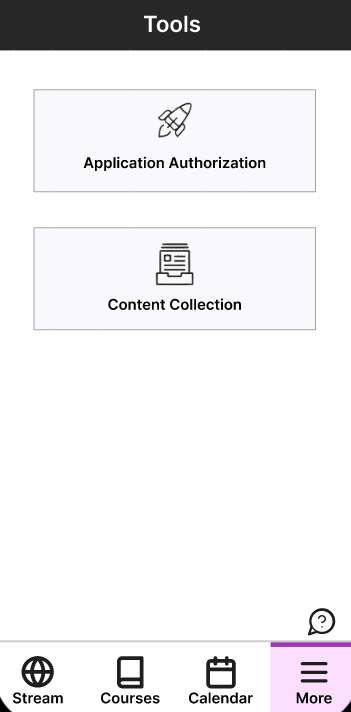 Tools
Application Authorization
Content Collection
?
Stream Courses Calendar More